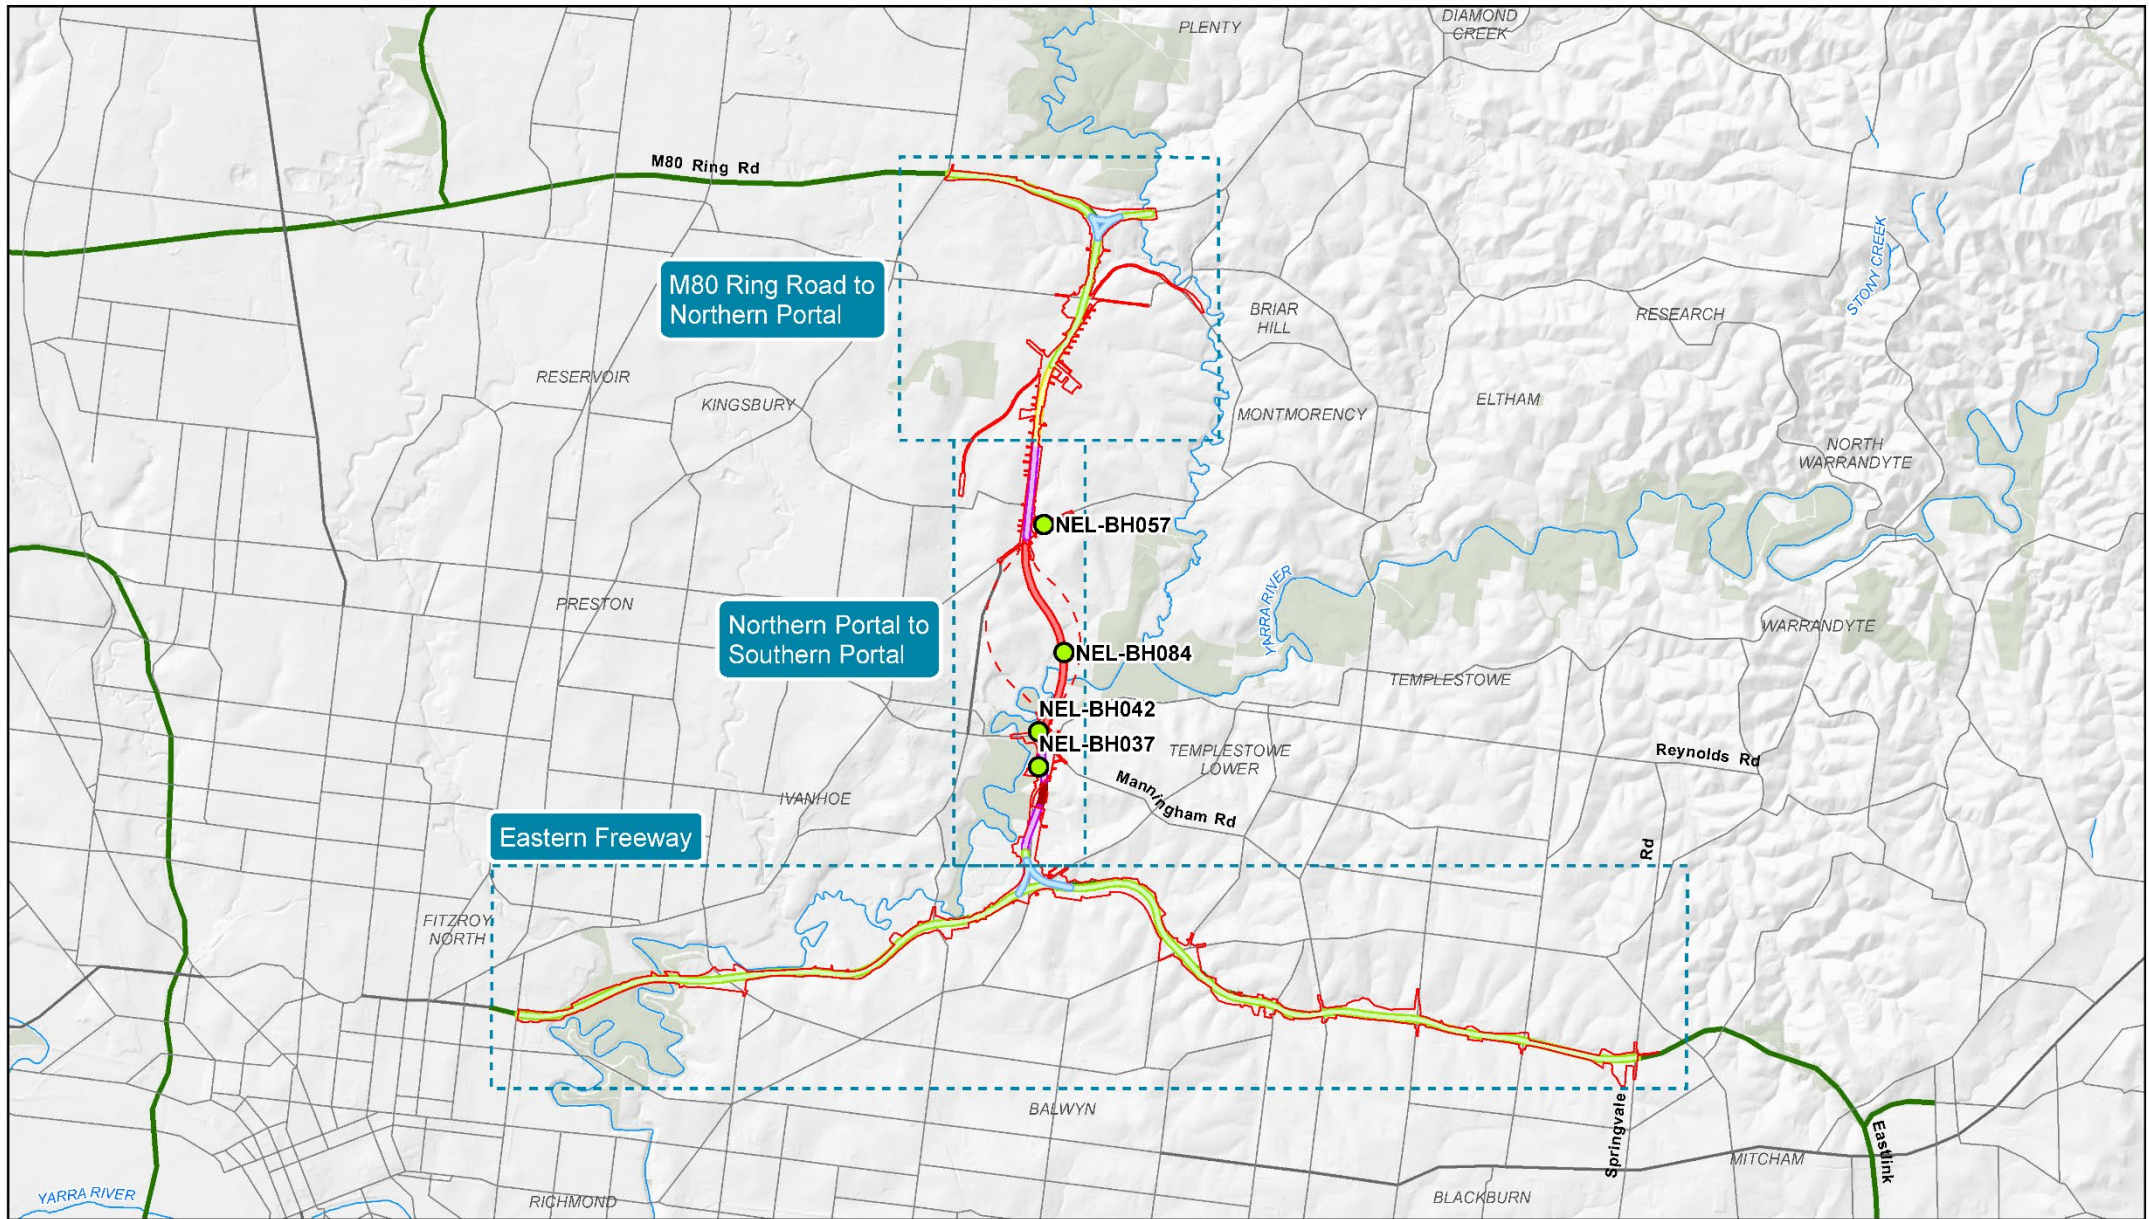 PLENTY
DIAMOND
CREEK
M80 Ring Rd
STONY CREEK
M80 Ring Road to
Northern Portal
BRIAR
HILL
RESEARCH
RESERVOIR
KINGSBURY
MONTMORENCY
ELTHAM
NORTH
WARRANDYTE
NEL-BH057
PRESTON
YARRA RIVER
WARRANDYTE
Northern Portal to
Southern Portal
NEL-BH084
TEMPLESTOWE
NEL-BH042
NEL-BH037
TEMPLESTOWE
LOWER
Reynolds Rd
Manningham Rd
IVANHOE
Eastern Freeway
Rd
FITZROY
NORTH
BALWYN
Springvale
Eastlink
MITCHAM
YARRA RIVER
RICHMOND
BLACKBURN